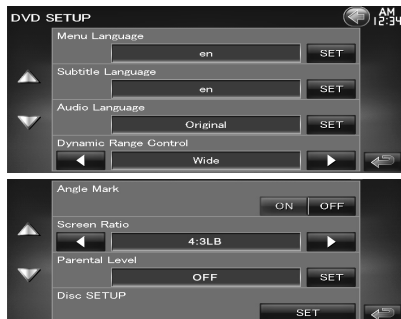 DVD SETUP
AM 12:34
Menu Language
en SET
Subtitle Language
en SET
Audio Language
Original SET
Dynamic Range Control
Wide
Angle Mark
ON OFF
Screen Ratio
4:3LB
Parental Level
OFF SET
Disc SETUP
SET